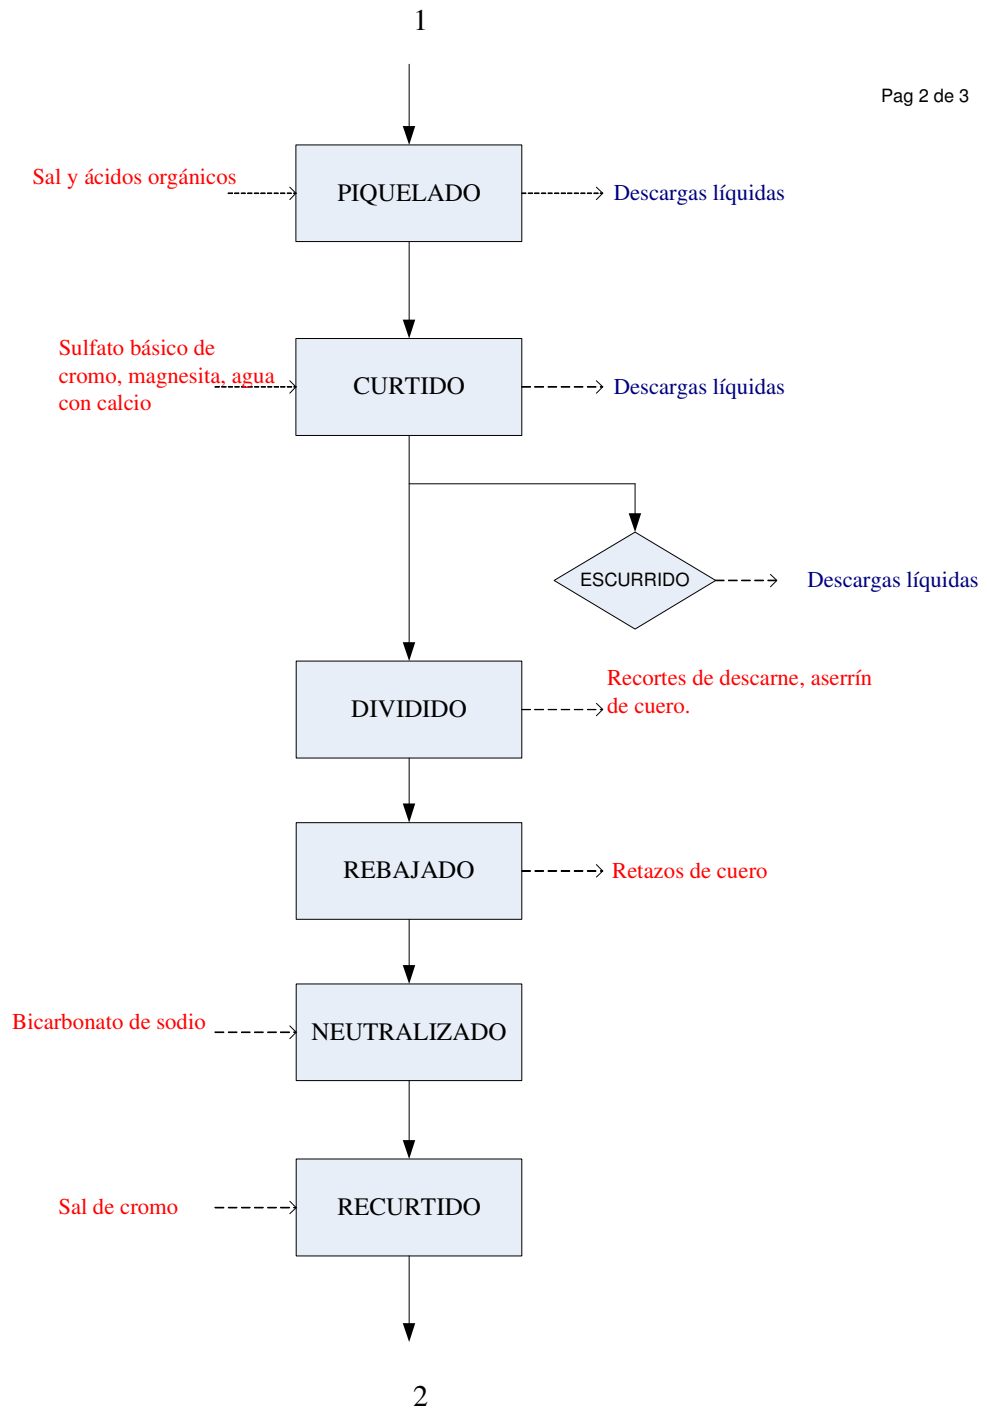 1
Pag 2 de 3
Sal y ácidos orgánicos
PIQUELADO
Descargas líquidas
Sulfato básico de
cromo, magnesita, agua
con calcio
CURTIDO
Descargas líquidas
ESCURRIDO
Descargas líquidas
DIVIDIDO
Recortes de descarne, aserrín
de cuero.
REBAJADO
Retazos de cuero
Bicarbonato de sodio
NEUTRALIZADO
Sal de cromo
RECURTIDO
2